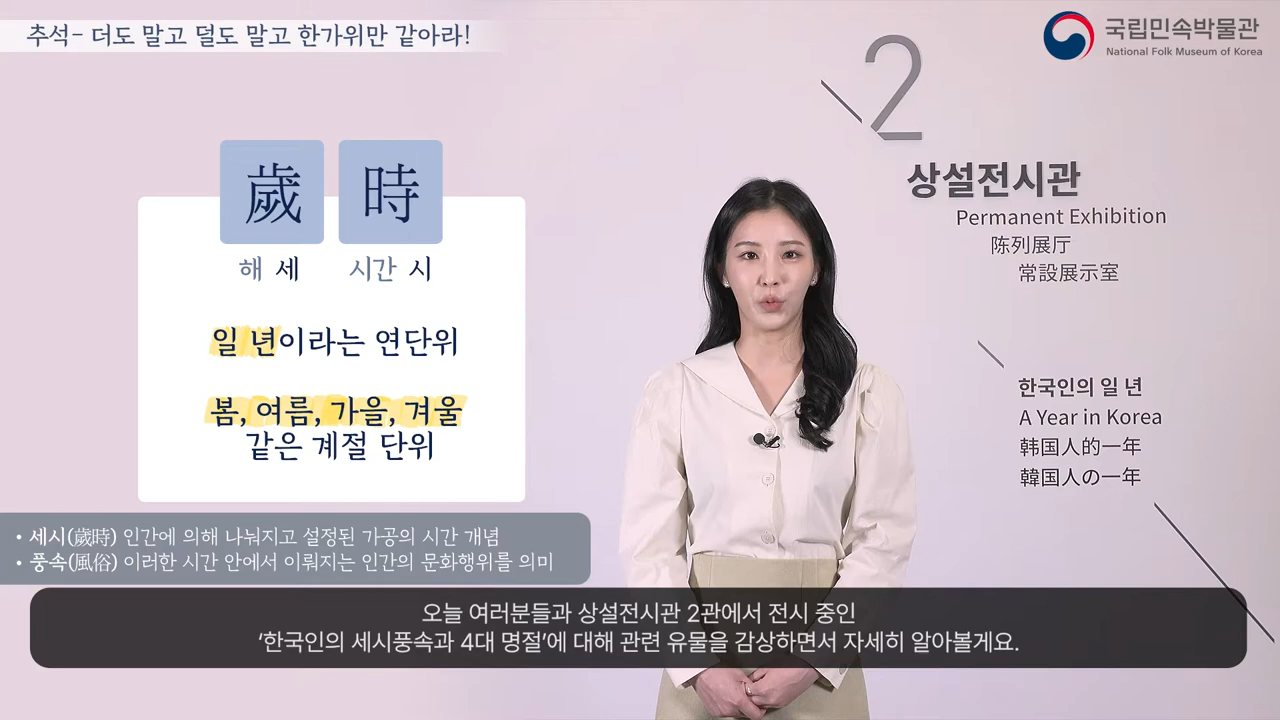 추석- 더도 말고 덜도 말고 한가위만 같아라!
국립민속박물관
National Folk Museum of Korea
2
상설전시관
Permanent Exhibition
陈列展厅
常設展示室
한국인의 일 년
A Year in Korea
韩国人的一年
韓国人の一年
歲 時
해 세 시간 시
일 년이라는 연단위
봄, 여름, 가을, 겨울
같은 계절 단위
• 세시(歲時) 인간에 의해 나눠지고 설정된 가공의 시간 개념
• 풍속(風俗) 이러한 시간 안에서 이뤄지는 인간의 문화행위를 의미
오늘 여러분들과 상설전시관 2관에서 전시 중인
‘한국인의 세시풍속과 4대 명절’에 대해 관련 유물을 감상하면서 자세히 알아볼게요.